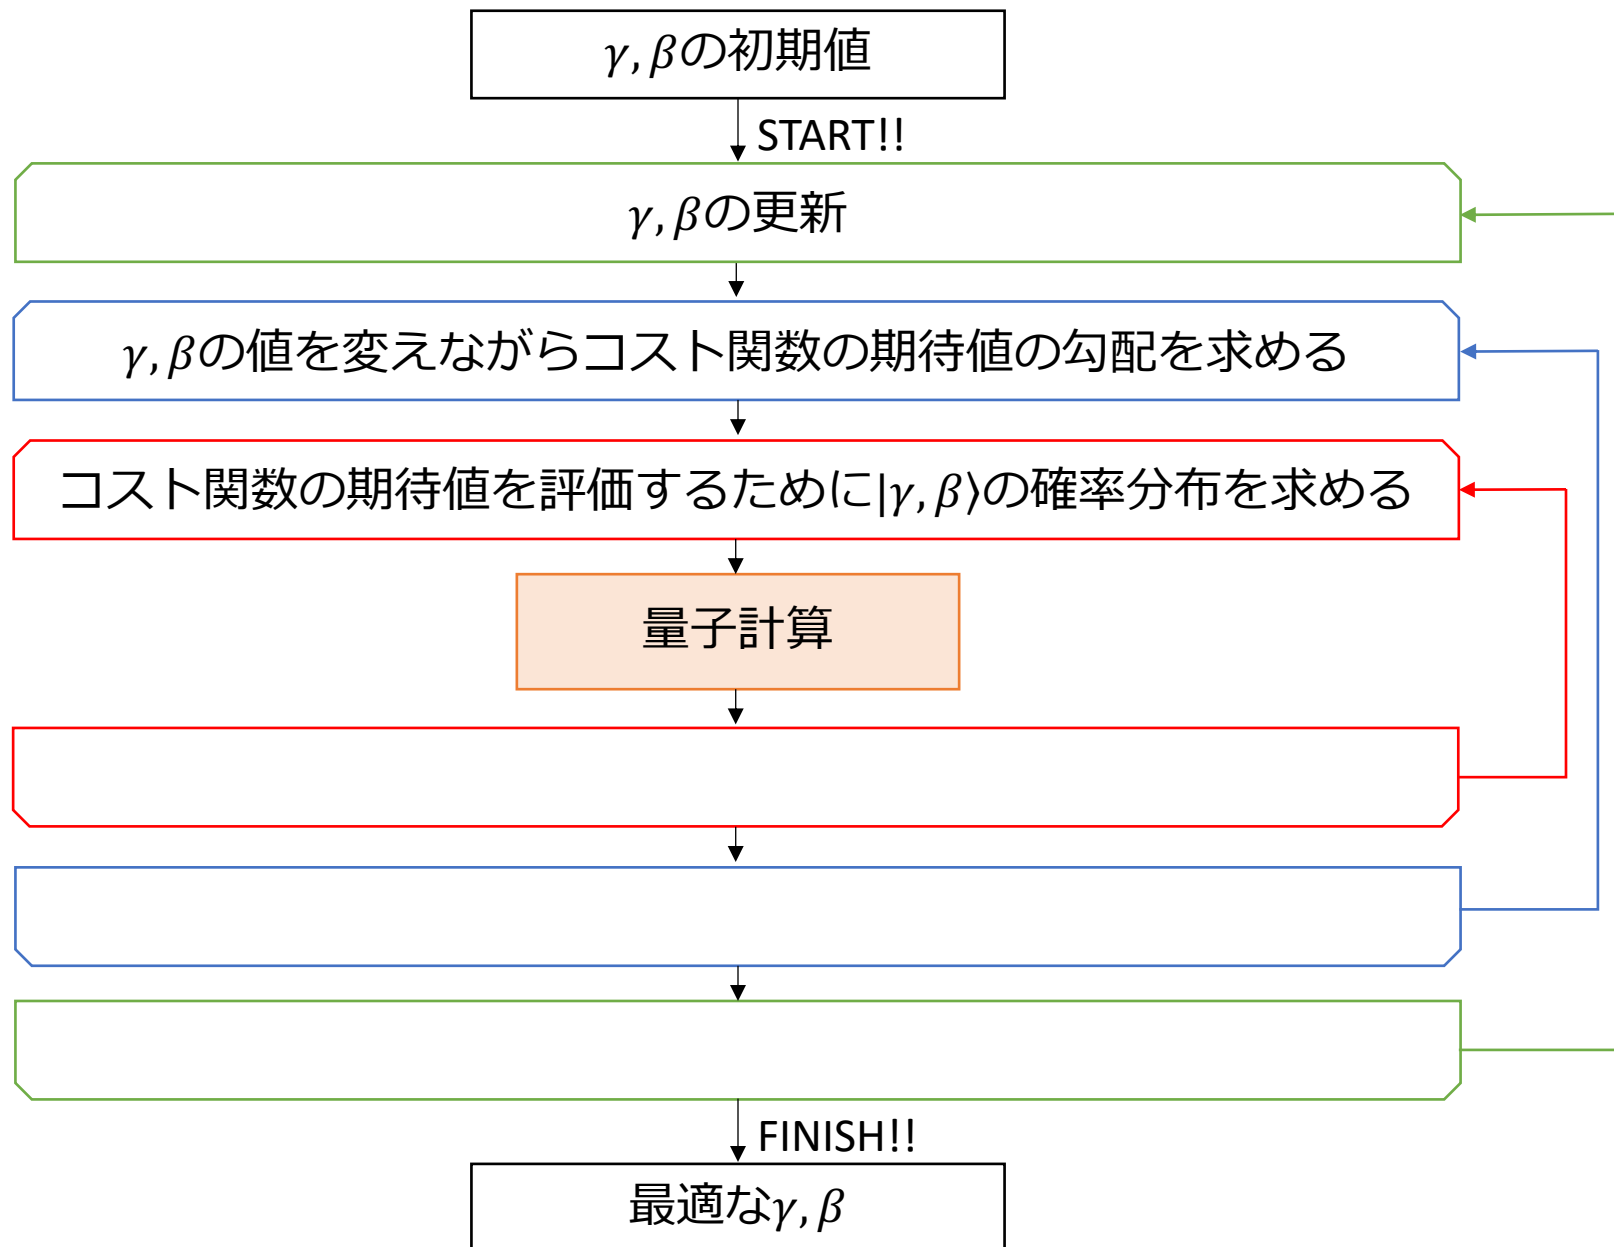 γ, βの初期値
START!!
γ, βの更新
γ, βの値を変えながらコスト関数の期待値の勾配を求める
コスト関数の期待値を評価するために|γ, β⟩の確率分布を求める
量子計算
FINISH!!
最適なγ, β